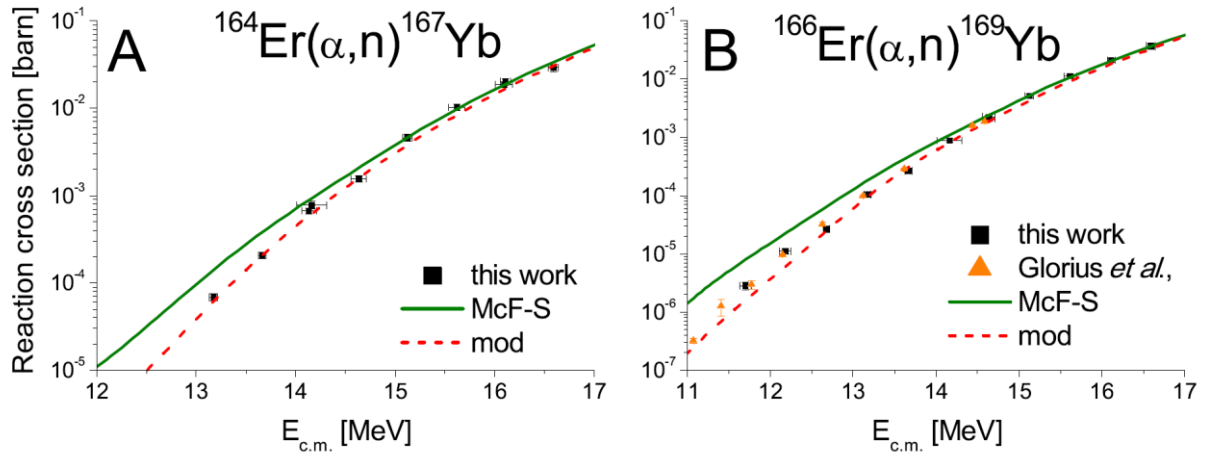 A
¹⁶⁴Er(α,n)¹⁶⁷Yb
Reaction cross section [barn]
10⁻¹
10⁻²
10⁻³
10⁻⁴
10⁻⁵
this work
McF-S
mod
12 13 14 15 16 17
E_c.m. [MeV]
B
¹⁶⁶Er(α,n)¹⁶⁹Yb
10⁻¹
10⁻²
10⁻³
10⁻⁴
10⁻⁵
10⁻⁶
10⁻⁷
this work
Glorius et al.,
McF-S
mod
11 12 13 14 15 16 17
E_c.m. [MeV]